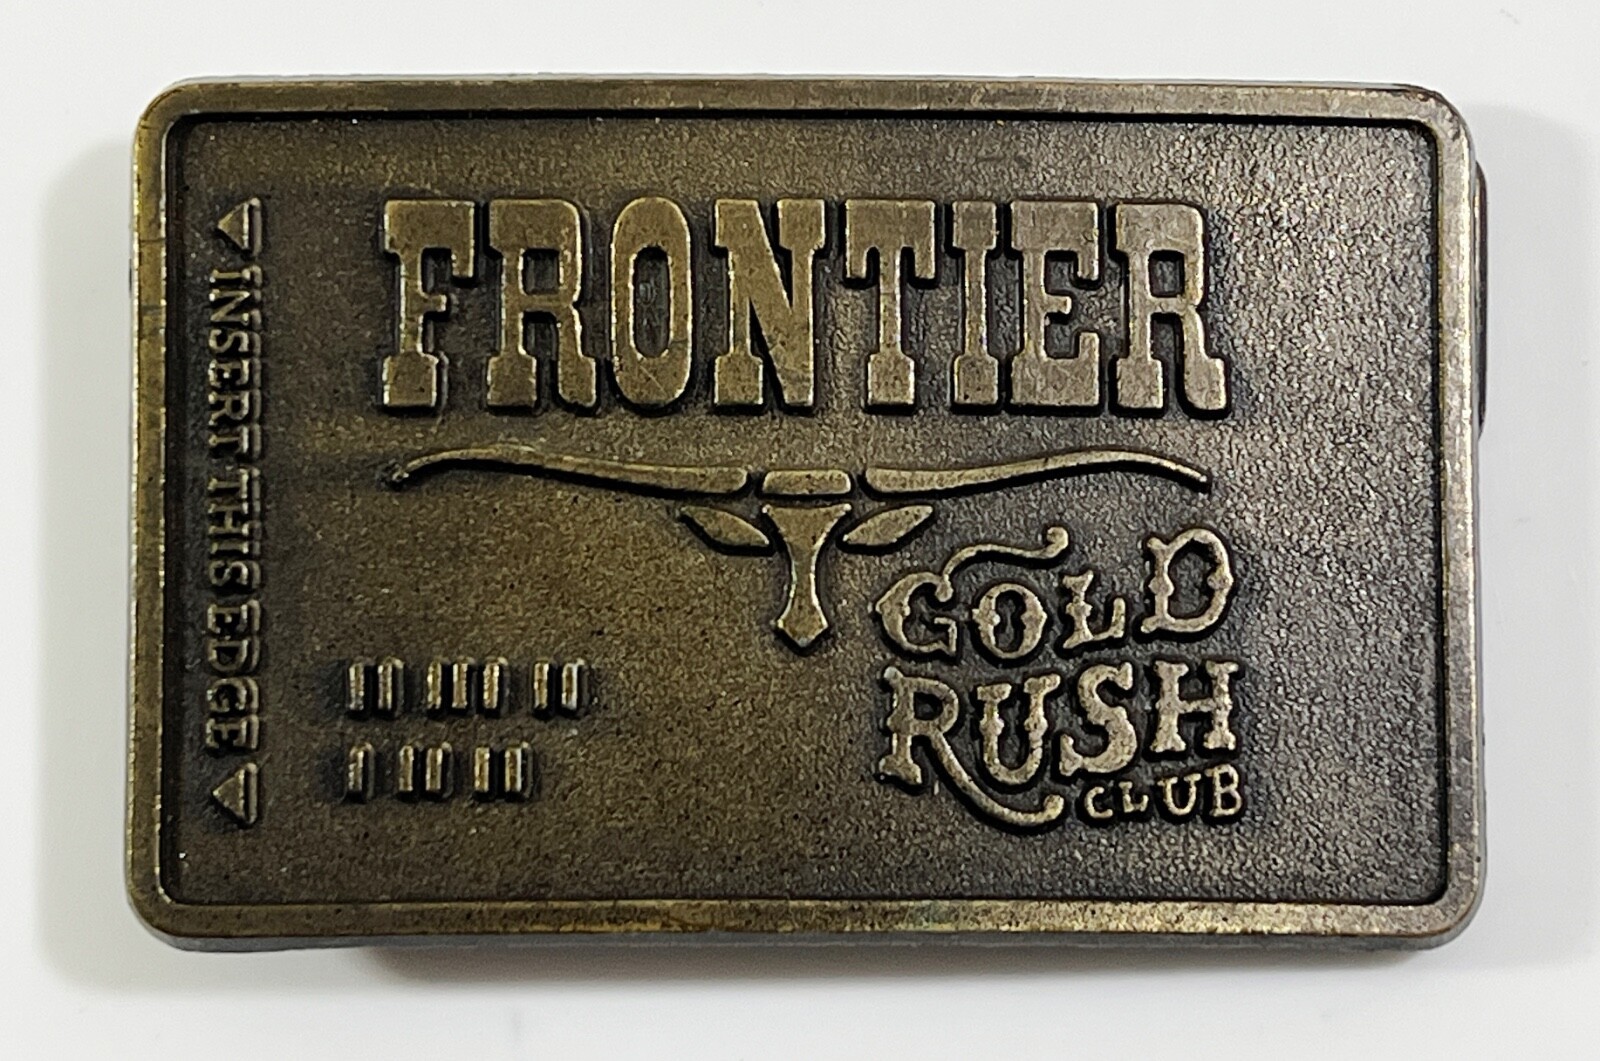 INSERT THIS EDGE
FRONTIER
GOLD
RUSH
CLUB